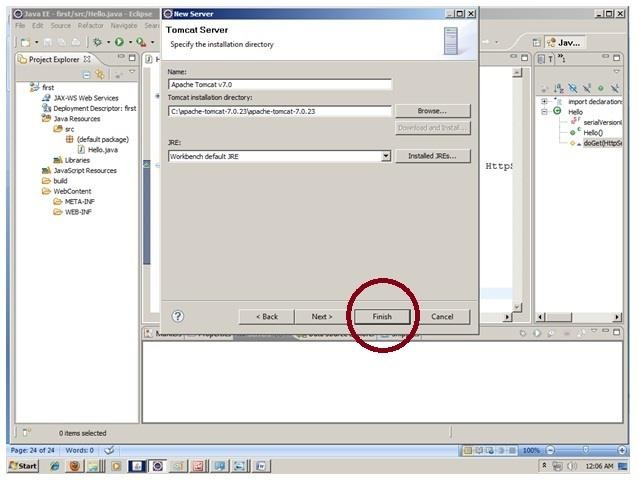 Java EE - first/src/Hello.java - Eclipse
File Edit Source Refactor Navigate Sear
New Server
Tomcat Server
Specify the installation directory
Name:
Apache Tomcat v7.0
Tomcat installation directory:
C:\apache-tomcat-7.0.23\apache-tomcat-7.0.23
Browse...
Download and Install...
JRE:
Workbench default JRE
Installed JREs...
< Back
Next >
Finish
Cancel
Project Explorer
first
JAX-WS Web Services
Deployment Descriptor: first
Java Resources
src
(default package)
Hello.java
Libraries
JavaScript Resources
build
WebContent
META-INF
WEB-INF
HttpS
Jav...
import declarations
Hello
serialVersionU
Hello()
doGet(HttpSe
Markers Properties
0 items selected
Page: 24 of 24 Words: 0
100%
Start
12:06 AM